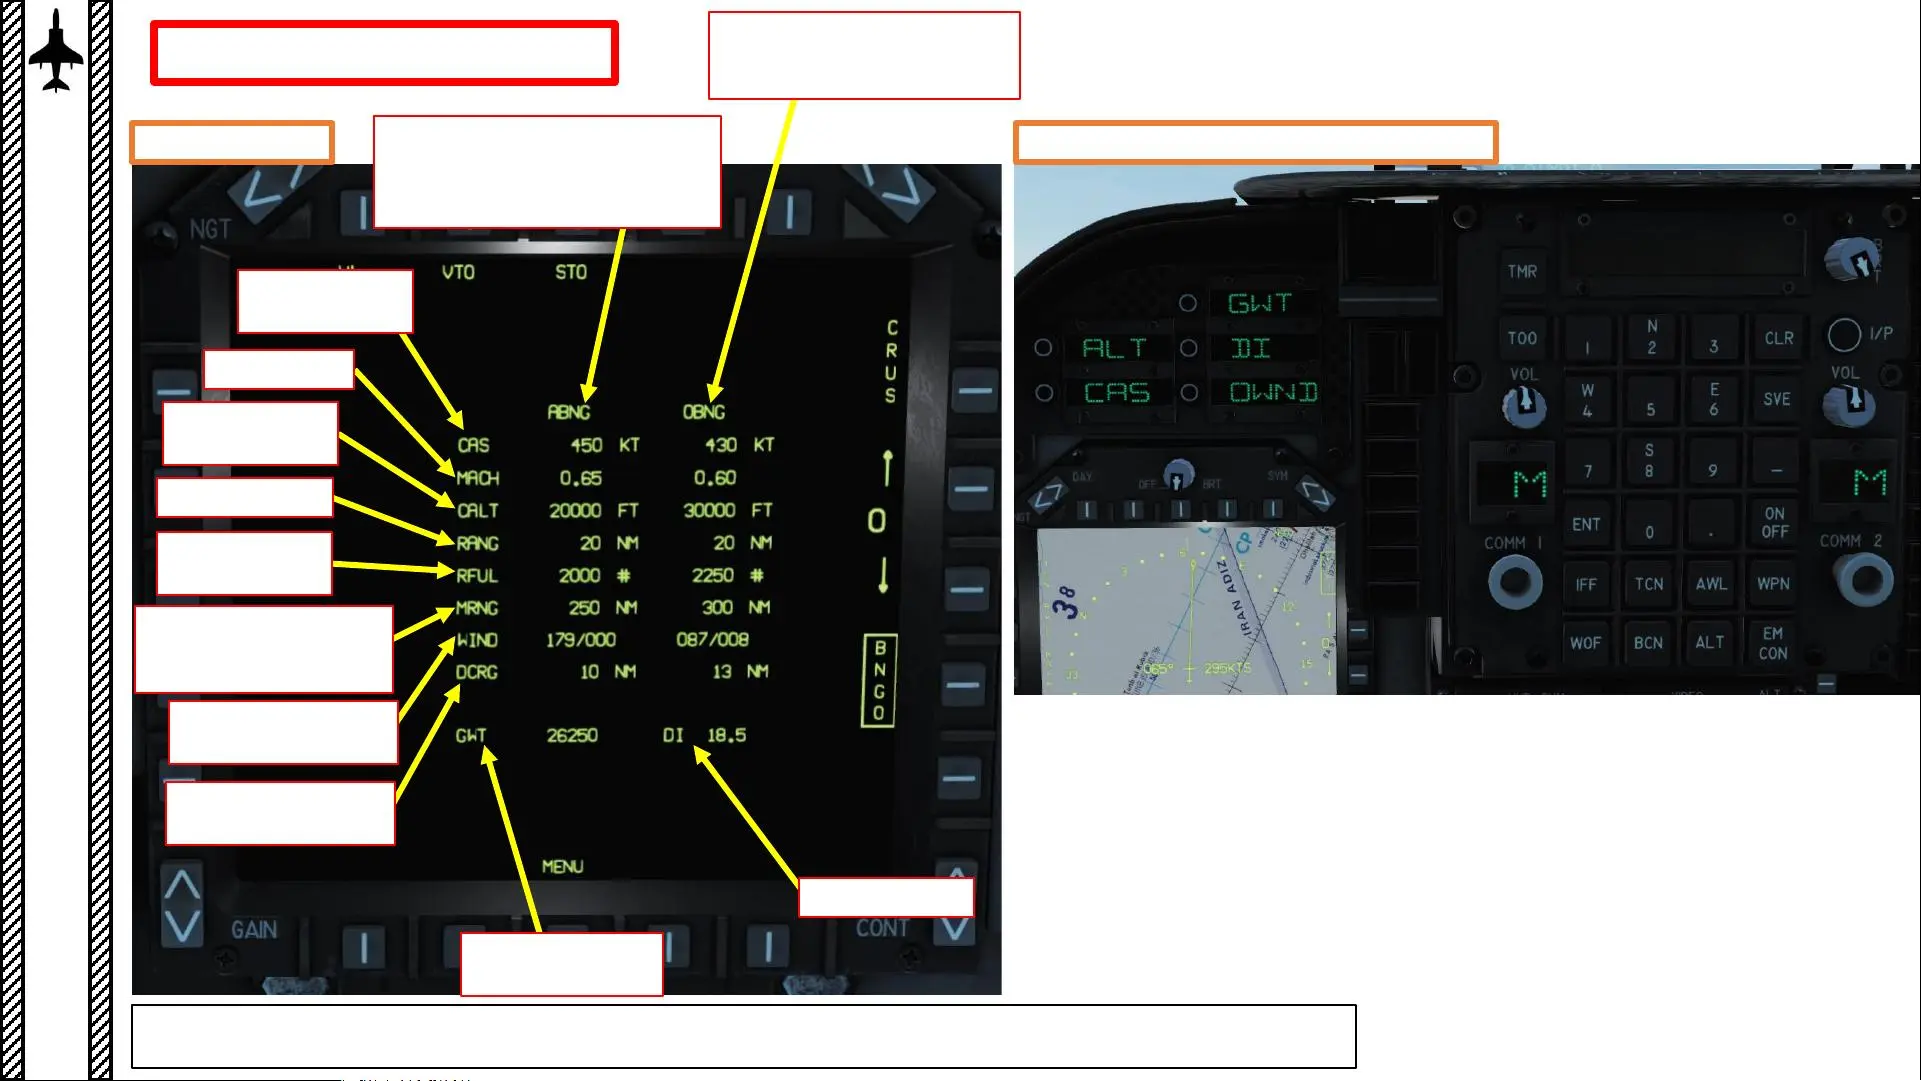 NGT
VTO STO
CRUS
ABNG OBNG
CAS 450 KT 430 KT
MACH 0.65 0.60
CALT 20000 FT 30000 FT
RANG 20 NM 20 NM
0
RFUL 2000 # 2250 #
MRNG 250 NM 300 NM
WIND 179/000 087/008
DCRG 10 NM 13 NM
BNGO
GWT 26250 DI 18.5
MENU
GAIN CONT
GWT
ALT DI
CAS OWND
TMR
TOO 1 N 2 3 CLR I/P
VOL VOL
W 4 5 E 6 SVE
7 S 8 9 –
M M
ENT 0 . ON OFF
COMM 1 COMM 2
IFF TCN AWL WPN
WOF BCN ALT EM CON
DAY OFF BRT SYM
CP
IRAN ADIZ
38
12
15
33
065° 295KTS